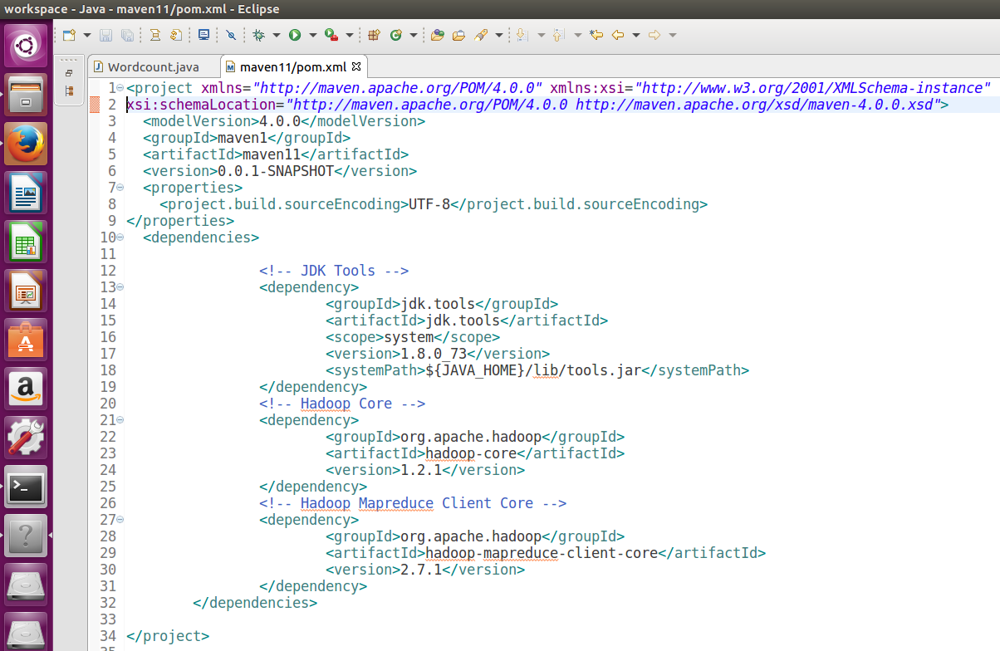 workspace - Java - maven11/pom.xml - Eclipse
Wordcount.java maven11/pom.xml
1 <project xmlns="http://maven.apache.org/POM/4.0.0" xmlns:xsi="http://www.w3.org/2001/XMLSchema-instance"
2 xsi:schemaLocation="http://maven.apache.org/POM/4.0.0 http://maven.apache.org/xsd/maven-4.0.0.xsd">
3 <modelVersion>4.0.0</modelVersion>
4 <groupId>maven1</groupId>
5 <artifactId>maven11</artifactId>
6 <version>0.0.1-SNAPSHOT</version>
7 <properties>
8 <project.build.sourceEncoding>UTF-8</project.build.sourceEncoding>
9 </properties>
10 <dependencies>
11
12 <!-- JDK Tools -->
13 <dependency>
14 <groupId>jdk.tools</groupId>
15 <artifactId>jdk.tools</artifactId>
16 <scope>system</scope>
17 <version>1.8.0_73</version>
18 <systemPath>${JAVA_HOME}/lib/tools.jar</systemPath>
19 </dependency>
20 <!-- Hadoop Core -->
21 <dependency>
22 <groupId>org.apache.hadoop</groupId>
23 <artifactId>hadoop-core</artifactId>
24 <version>1.2.1</version>
25 </dependency>
26 <!-- Hadoop Mapreduce Client Core -->
27 <dependency>
28 <groupId>org.apache.hadoop</groupId>
29 <artifactId>hadoop-mapreduce-client-core</artifactId>
30 <version>2.7.1</version>
31 </dependency>
32 </dependencies>
33
34 </project>
35